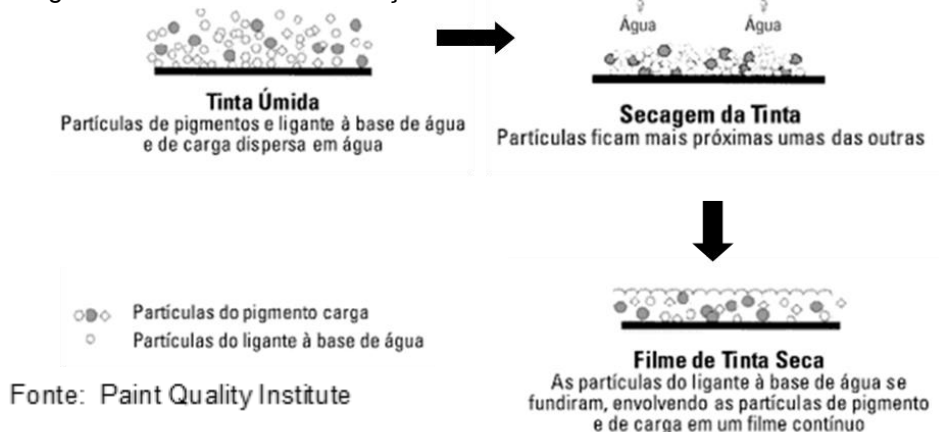 Água
Água
Tinta Úmida
Partículas de pigmentos e ligante à base de água
e de carga dispersa em água
Secagem da Tinta
Partículas ficam mais próximas umas das outras
Partículas do pigmento carga
Partículas do ligante à base de água
Fonte: Paint Quality Institute
Filme de Tinta Seca
As partículas do ligante à base de água se
fundiram, envolvendo as partículas de pigmento
e de carga em um filme contínuo